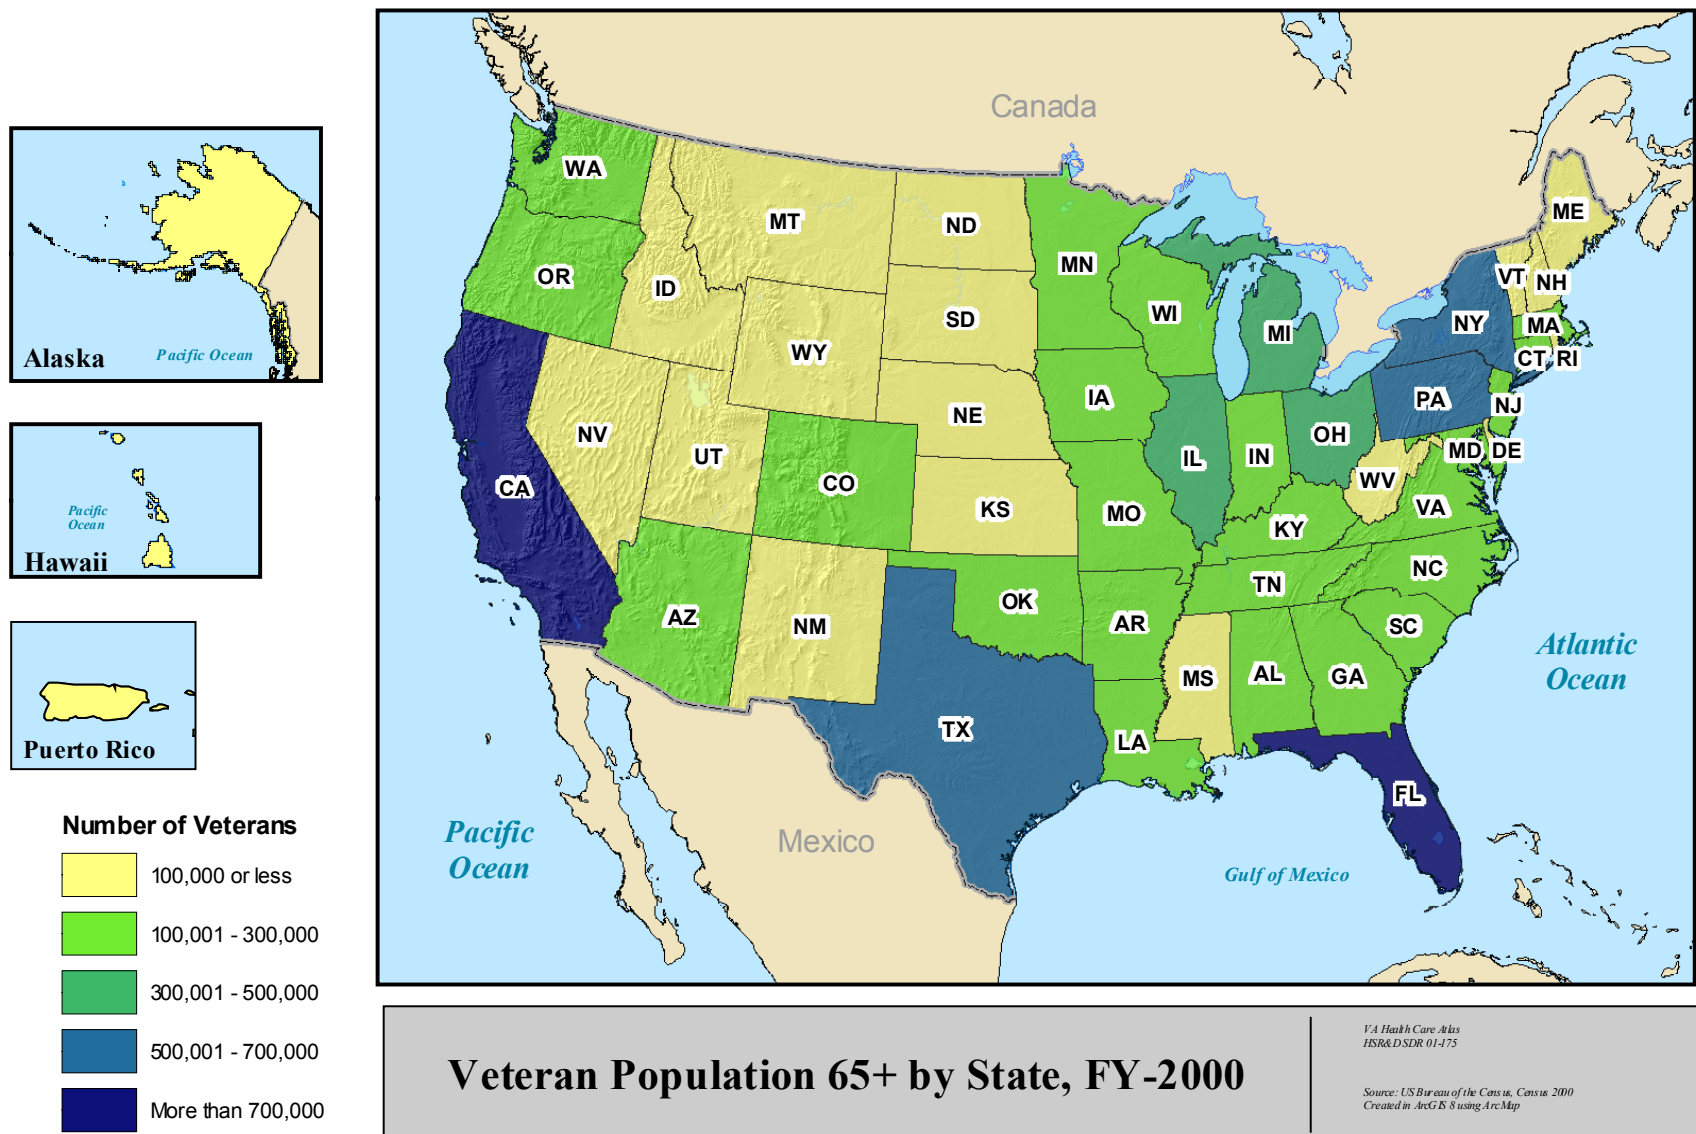 Alaska
Pacific Ocean
Pacific
Ocean
Hawaii
Puerto Rico
Number of Veterans
100,000 or less
100,001 - 300,000
300,001 - 500,000
500,001 - 700,000
More than 700,000
Canada
WA
MT
ND
MN
ME
OR
ID
SD
WI
MI
VT
NH
NY
MA
CT
RI
WY
IA
NE
PA
NJ
NV
UT
CO
IL
IN
OH
WV
MD
DE
CA
KS
MO
KY
VA
AZ
NM
OK
AR
TN
NC
SC
MS
AL
GA
TX
LA
FL
Atlantic
Ocean
Pacific
Ocean
Mexico
Gulf of Mexico
Veteran Population 65+ by State, FY-2000
VA Health Care Atlas
HSR&D SDR 01-175
Source: US Bureau of the Census, Census 2000
Created in ArcGIS 8 using ArcMap